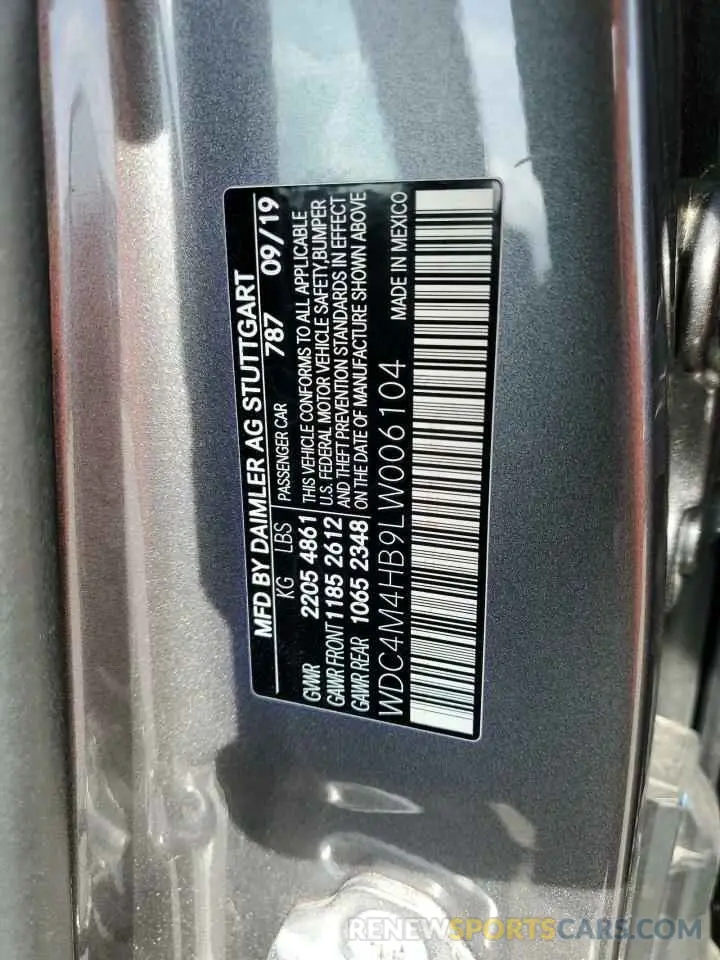 MFD BY DAIMLER AG STUTTGART
KG LBS PASSENGER CAR 787 09/19
GVWR 2205 4861 THIS VEHICLE CONFORMS TO ALL APPLICABLE
GAWR FRONT 1185 2612 U.S. FEDERAL MOTOR VEHICLE SAFETY,BUMPER
AND THEFT PREVENTION STANDARDS IN EFFECT
GAWR REAR 1065 2348 ON THE DATE OF MANUFACTURE SHOWN ABOVE
WDC4M4HB9LW006104 MADE IN MEXICO
RENEWSPORTSCARS.COM